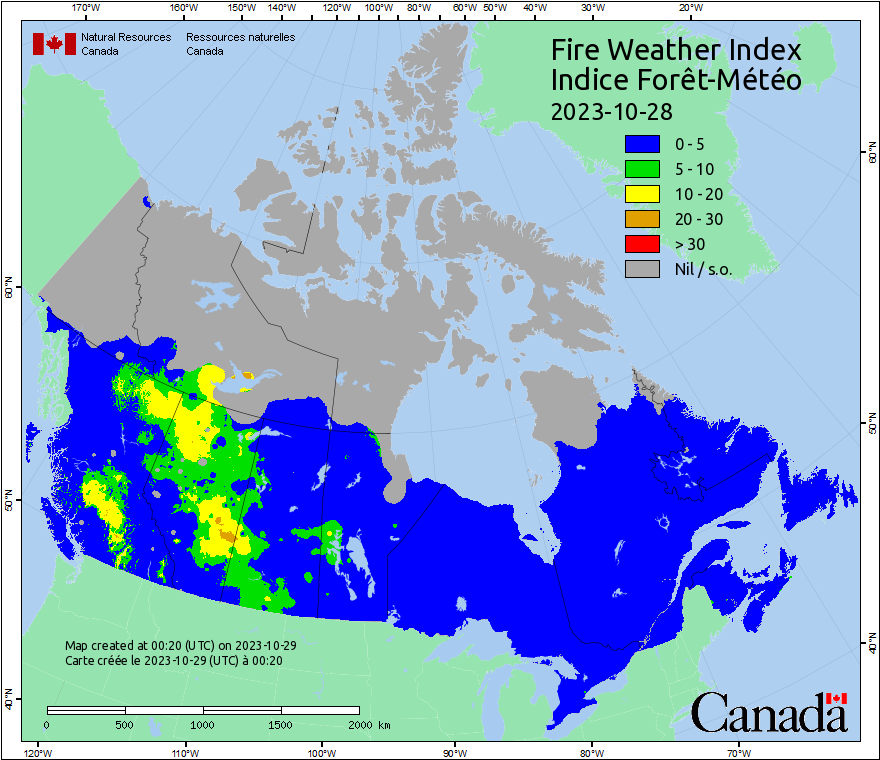 170°W 160°W 150°W 140°W 130°W 120°W 110°W 100°W 90°W 80°W 60°W 50°W 40°W 30°W 20°W
Natural Resources Ressources naturelles
Canada Canada
Fire Weather Index
Indice Forêt-Météo
2023-10-28
0 - 5
5 - 10
10 - 20
20 - 30
> 30
Nil / s.o.
60°N 60°N
50°N 50°N
40°N 40°N
Map created at 00:20 (UTC) on 2023-10-29
Carte créée le 2023-10-29 (UTC) à 00:20
0 500 1000 1500 2000 km
Canada
120°W 110°W 100°W 90°W 80°W 70°W